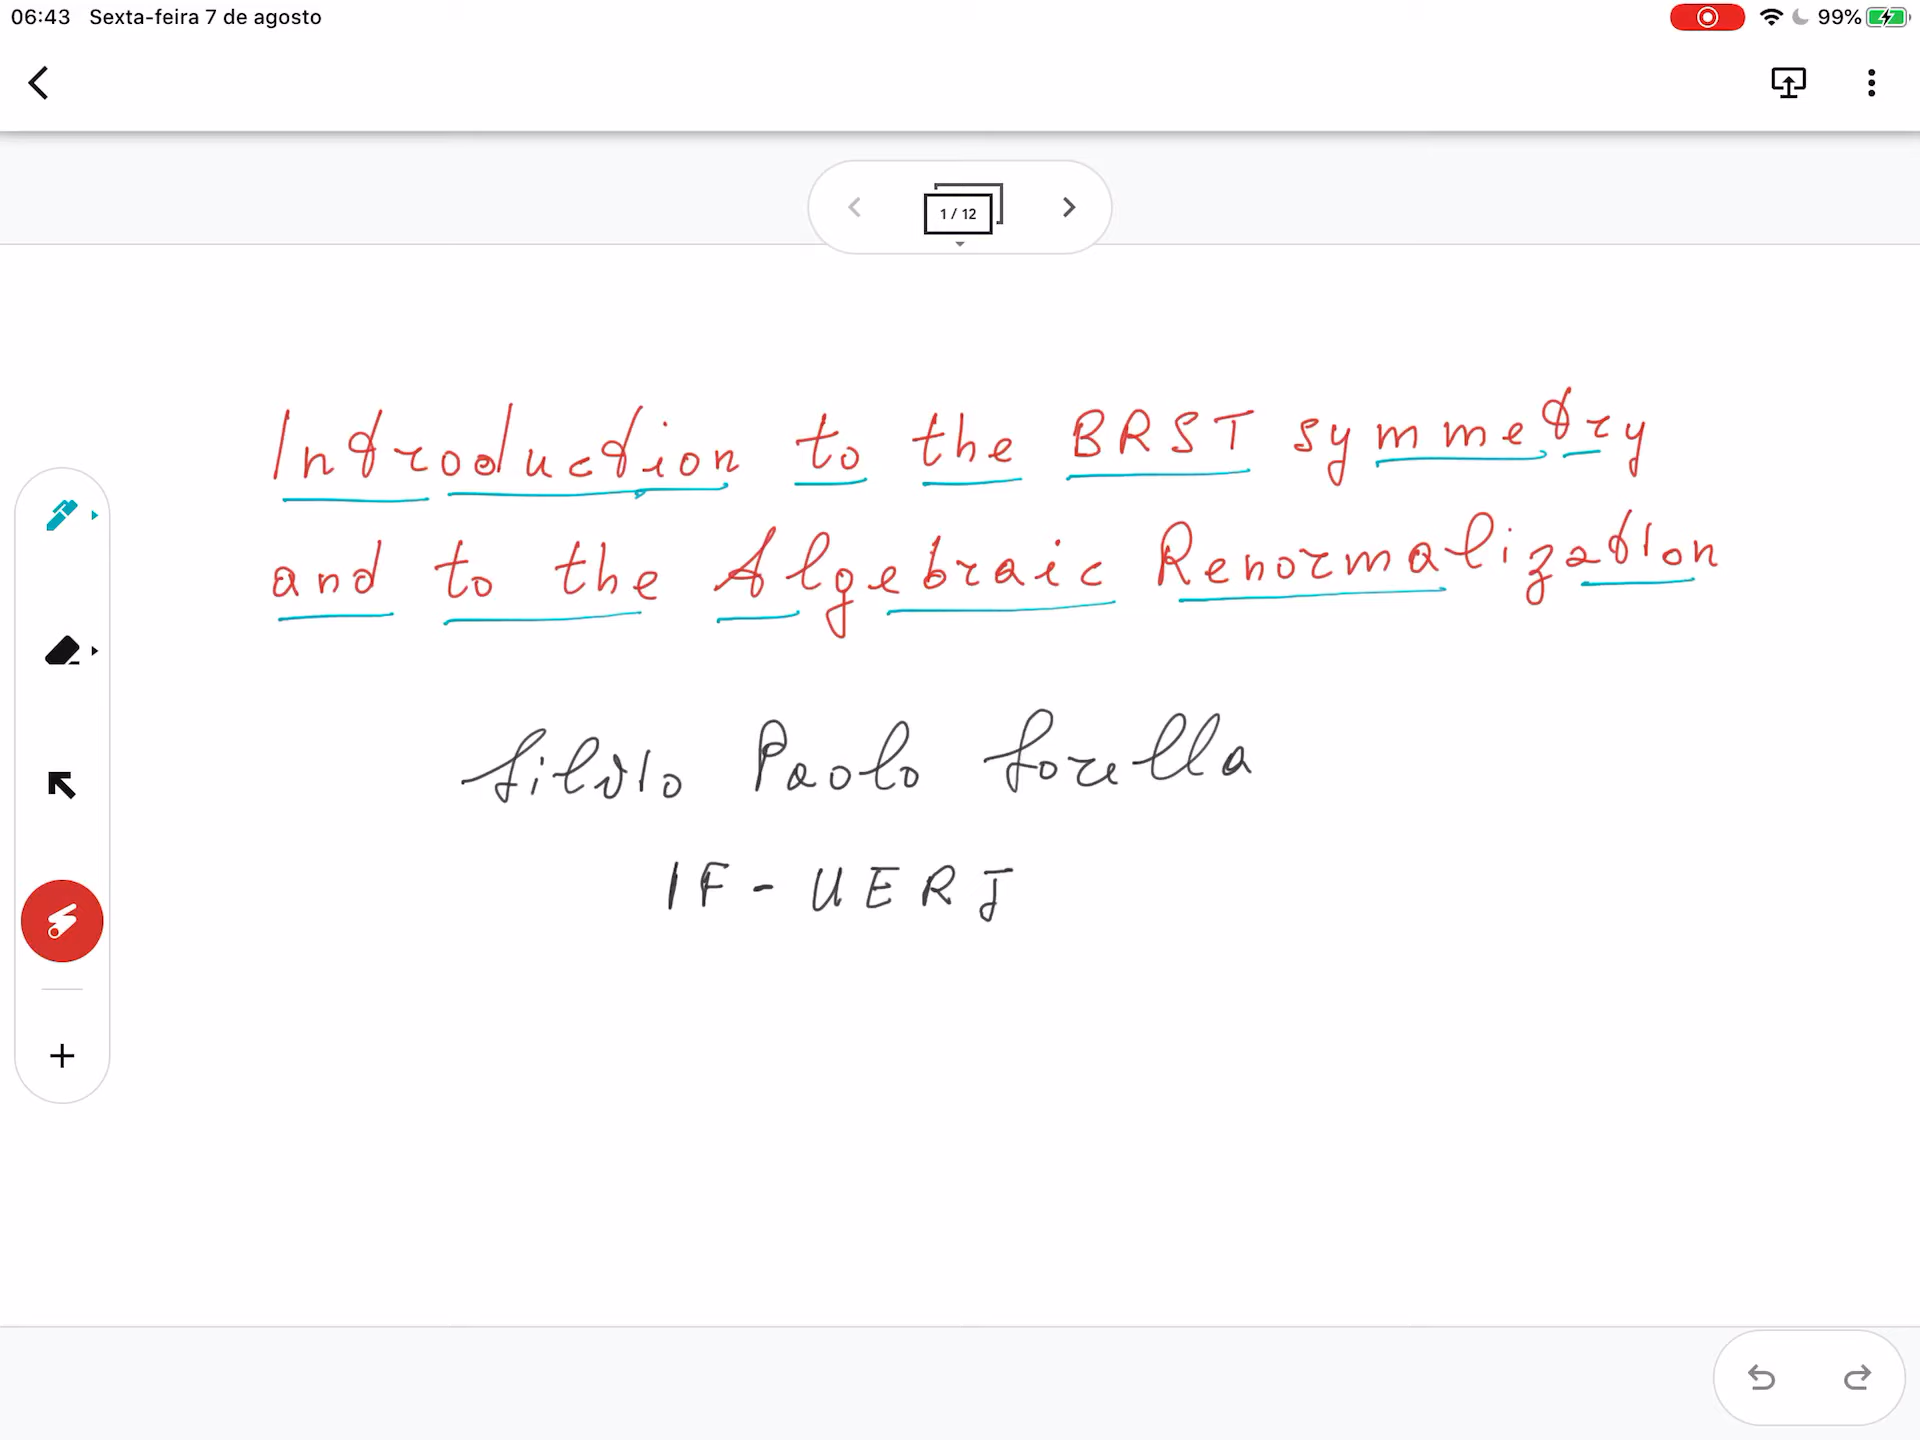 06:43 Sexta-feira 7 de agosto 99%
1 / 12
Introduction to the BRST symmetry
and to the Algebraic Renormalization
Silvio Paolo Sorella
IF - UERJ